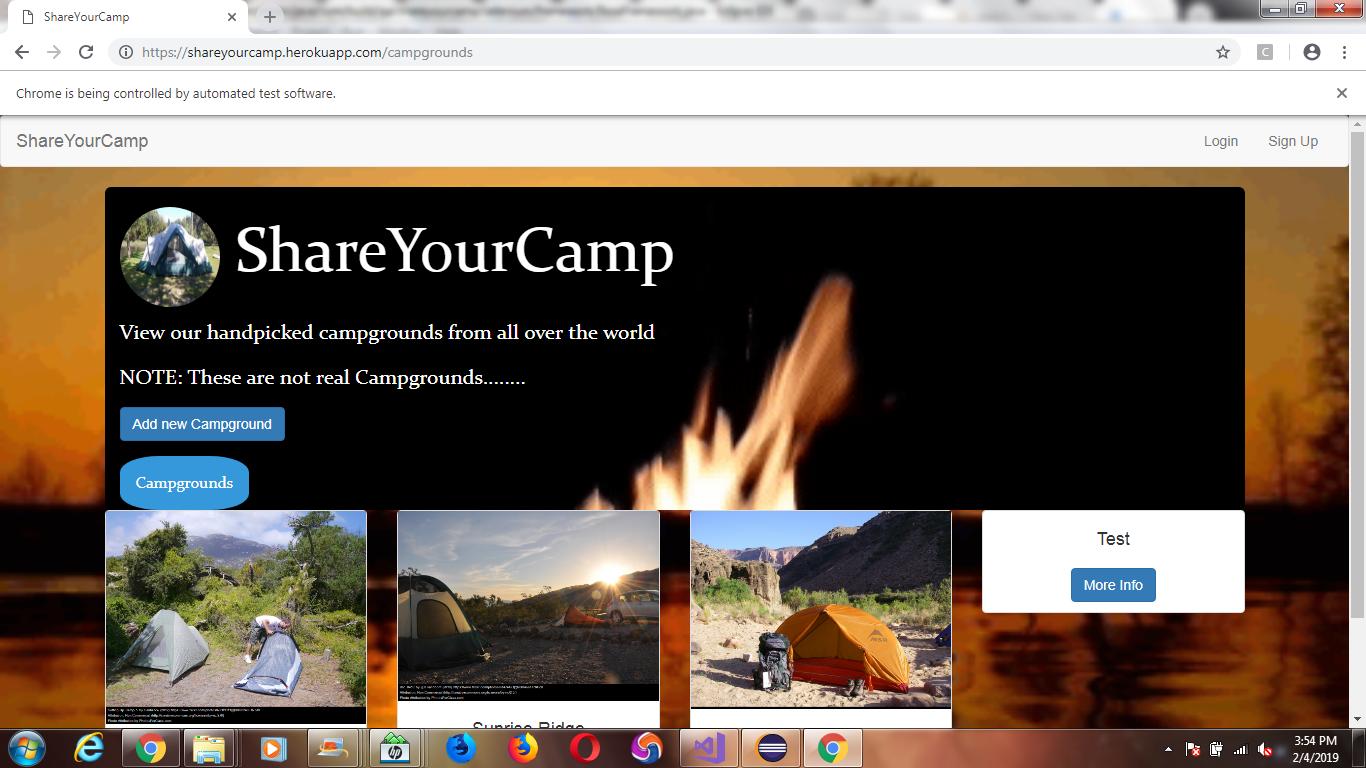 ShareYourCamp
https://shareyourcamp.herokuapp.com/campgrounds
C
Chrome is being controlled by automated test software.
ShareYourCamp
Login
Sign Up
ShareYourCamp
View our handpicked campgrounds from all over the world
NOTE: These are not real Campgrounds........
Add new Campground
Campgrounds
Test
More Info
Sunrise Ridge
3:54 PM
2/4/2019